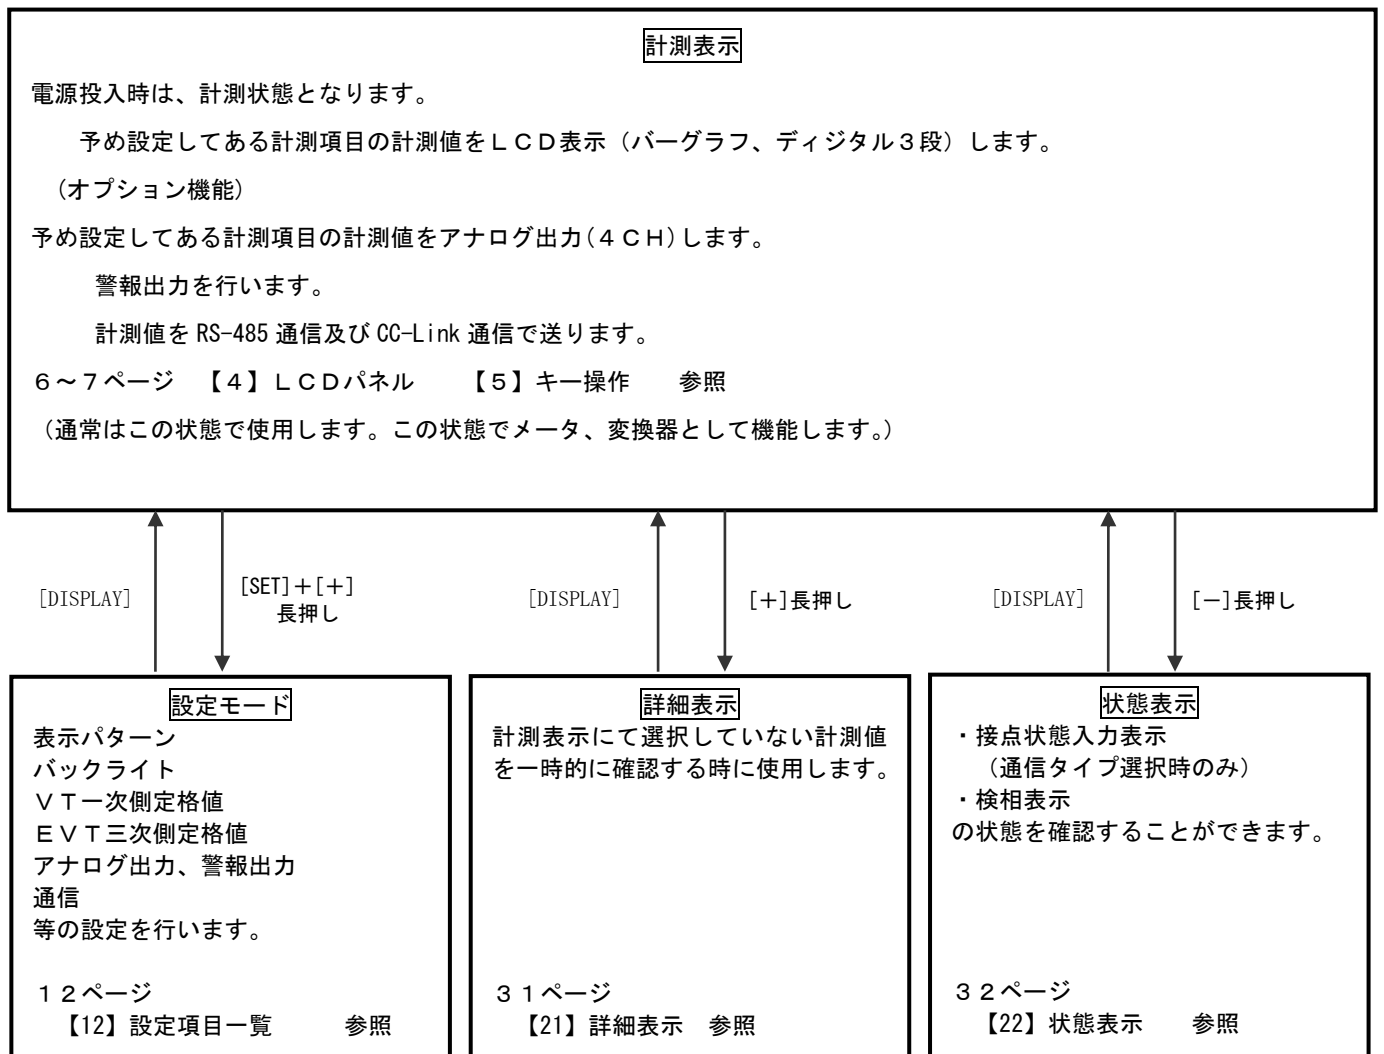 計測表示
電源投入時は、計測状態となります。
予め設定してある計測項目の計測値をＬＣＤ表示（バーグラフ、ディジタル３段）します。
（オプション機能）
予め設定してある計測項目の計測値をアナログ出力（４ＣＨ）します。
警報出力を行います。
計測値を RS-485 通信及び CC-Link 通信で送ります。
６～７ページ　【４】ＬＣＤパネル　　【５】キー操作　　参照
（通常はこの状態で使用します。この状態でメータ、変換器として機能します。）
[DISPLAY]
[SET]＋[＋]
長押し
[DISPLAY]
[＋]長押し
[DISPLAY]
[－]長押し
設定モード
表示パターン
バックライト
ＶＴ一次側定格値
ＥＶＴ三次側定格値
アナログ出力、警報出力
通信
等の設定を行います。
１２ページ
【12】設定項目一覧　　　参照
詳細表示
計測表示にて選択していない計測値
を一時的に確認する時に使用します。
３１ページ
【21】詳細表示　参照
状態表示
・接点状態入力表示
（通信タイプ選択時のみ）
・検相表示
の状態を確認することができます。
３２ページ
【22】状態表示　　参照